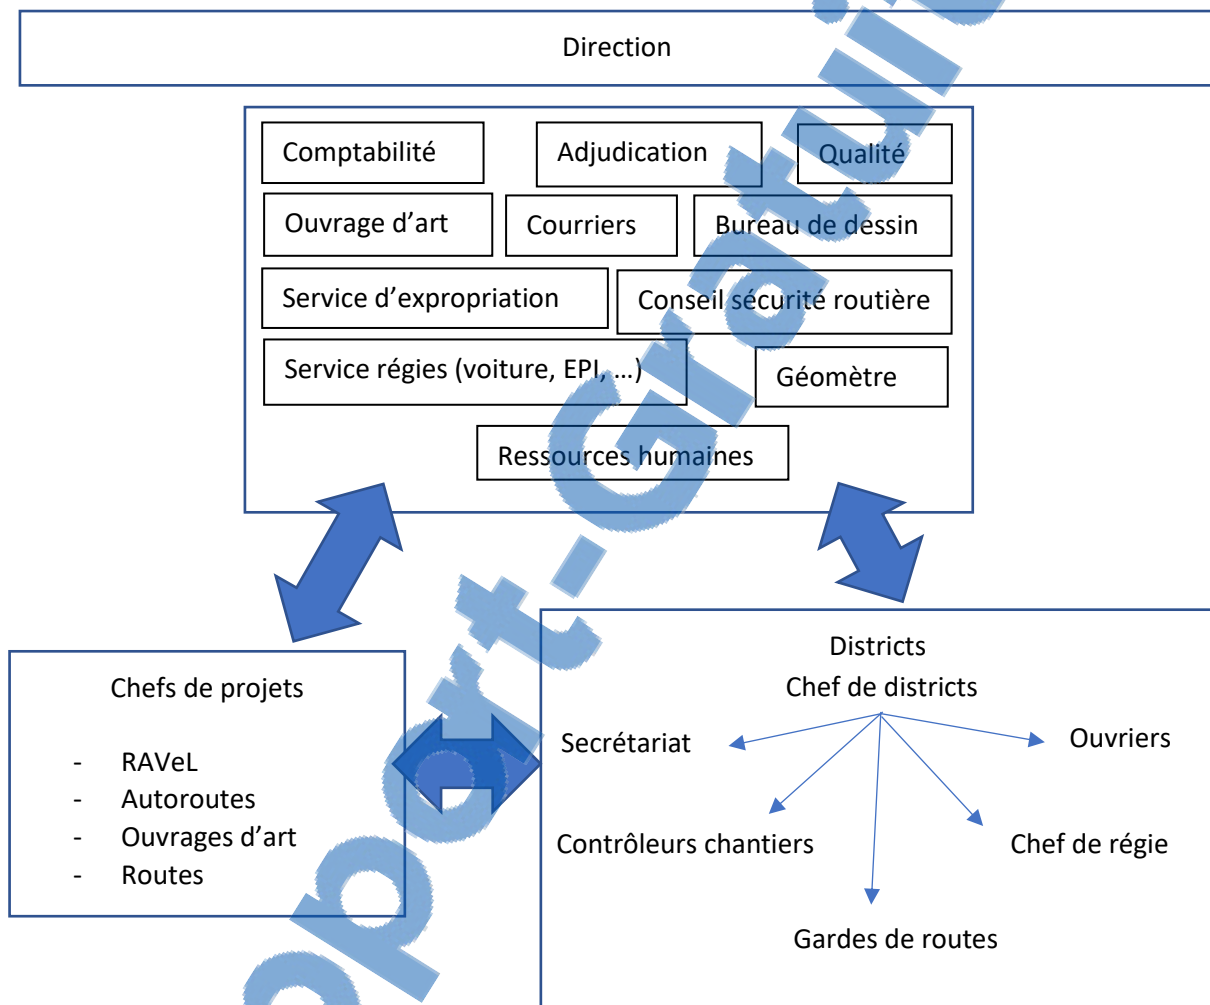 Direction
Comptabilité
Adjudication
Qualité
Ouvrage d’art
Courriers
Bureau de dessin
Service d’expropriation
Conseil sécurité routière
Service régies (voiture, EPI, …)
Géomètre
Ressources humaines
Chefs de projets
- RAVeL
- Autoroutes
- Ouvrages d’art
- Routes
Districts
Chef de districts
Secrétariat
Ouvriers
Contrôleurs chantiers
Chef de régie
Gardes de routes
pport-Gratui